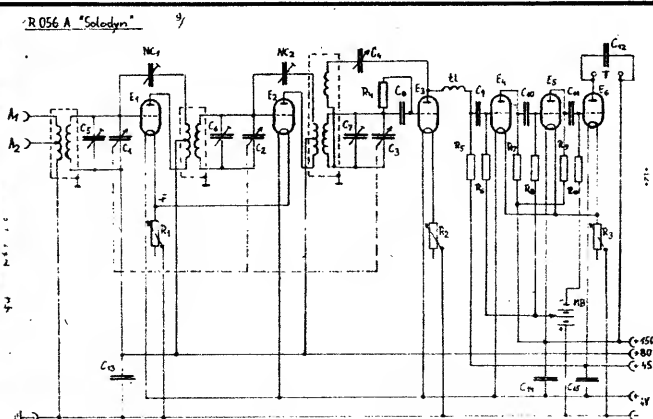 R 056 A "Solodyn"
9/
NC1
NC2
C4
C12
T
A1
A2
E1
E2
E3
E4
E5
E6
tl
R4
C8
C9
C10
C11
C5
C1
C6
C2
C7
C3
R5
R6
R7
R8
R9
R10
R1
R2
R3
MB
+150
+80
+45
C13
C14
C15
+
4V
-